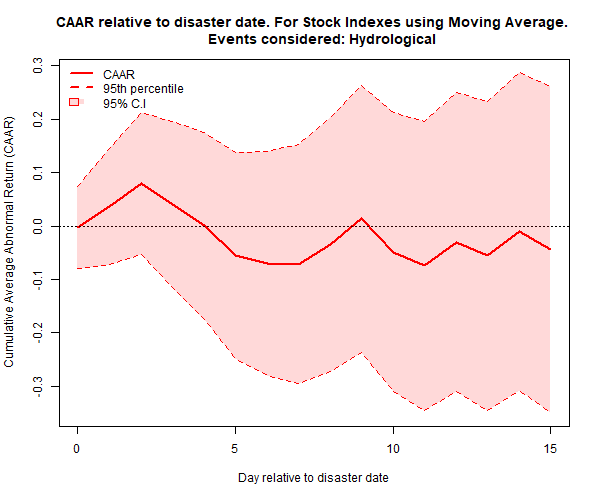 CAAR relative to disaster date. For Stock Indexes using Moving Average.
Events considered: Hydrological
CAAR
95th percentile
95% C.I
Cumulative Average Abnormal Return (CAAR)
0.3
0.2
0.1
0.0
-0.1
-0.2
-0.3
0
5
10
15
Day relative to disaster date